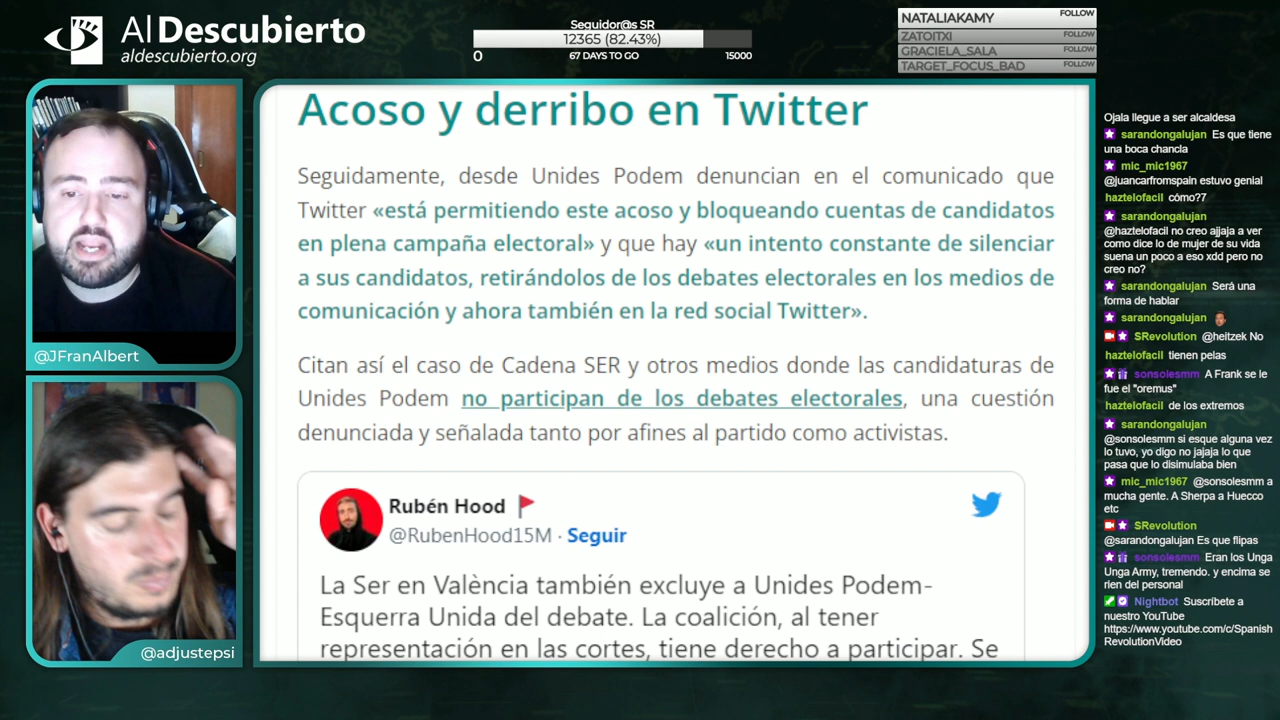 Al Descubierto
aldescubierto.org
Seguidor@s SR
12365 (82.43%)
0
67 DAYS TO GO
15000
NATALIAKAMY FOLLOW
ZATOITXI FOLLOW
GRACIELA_SALA FOLLOW
TARGET_FOCUS_BAD FOLLOW
@JFranAlbert
@adjustepsi
Acoso y derribo en Twitter
Seguidamente, desde Unides Podem denuncian en el comunicado que
Twitter «está permitiendo este acoso y bloqueando cuentas de candidatos
en plena campaña electoral» y que hay «un intento constante de silenciar
a sus candidatos, retirándolos de los debates electorales en los medios de
comunicación y ahora también en la red social Twitter».
Citan así el caso de Cadena SER y otros medios donde las candidaturas de
Unides Podem no participan de los debates electorales, una cuestión
denunciada y señalada tanto por afines al partido como activistas.
Rubén Hood
@RubenHood15M · Seguir
La Ser en València también excluye a Unides Podem-
Esquerra Unida del debate. La coalición, al tener
representación en las cortes, tiene derecho a participar. Se
Ojala llegue a ser alcaldesa
sarandongalujan Es que tiene
una boca chancla
mic_mic1967
@juancarfromspain estuvo genial
haztelofacil cómo?7
sarandongalujan
@haztelofacil no creo ajjaja a ver
como dice lo de mujer de su vida
suena un poco a eso xdd pero no
creo no?
sarandongalujan Será una
forma de hablar
sarandongalujan
SRevolution @heitzek No
haztelofacil tienen pelas
sonsolesmm A Frank se le
fue el "oremus"
haztelofacil de los extremos
sarandongalujan
@sonsolesmm si esque alguna vez
lo tuvo, yo digo no jajaja lo que
pasa que lo disimulaba bien
mic_mic1967 @sonsolesmm a
mucha gente. A Sherpa a Huecco
etc
SRevolution
@sarandongalujan Es que flipas
sonsolesmm Eran los Unga
Unga Army, tremendo. y encima se
rien del personal
Nightbot Suscríbete a
nuestro YouTube
https://www.youtube.com/c/Spanish
RevolutionVideo